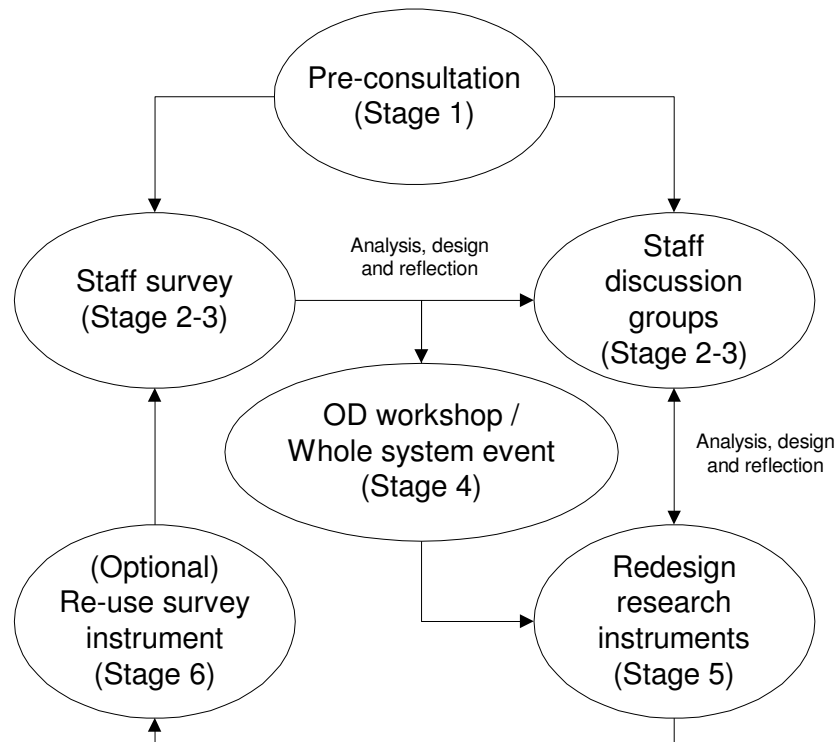 Pre-consultation
(Stage 1)
Analysis, design
and reflection
Staff survey
(Stage 2-3)
Staff
discussion
groups
(Stage 2-3)
OD workshop /
Whole system event
(Stage 4)
Analysis, design
and reflection
(Optional)
Re-use survey
instrument
(Stage 6)
Redesign
research
instruments
(Stage 5)